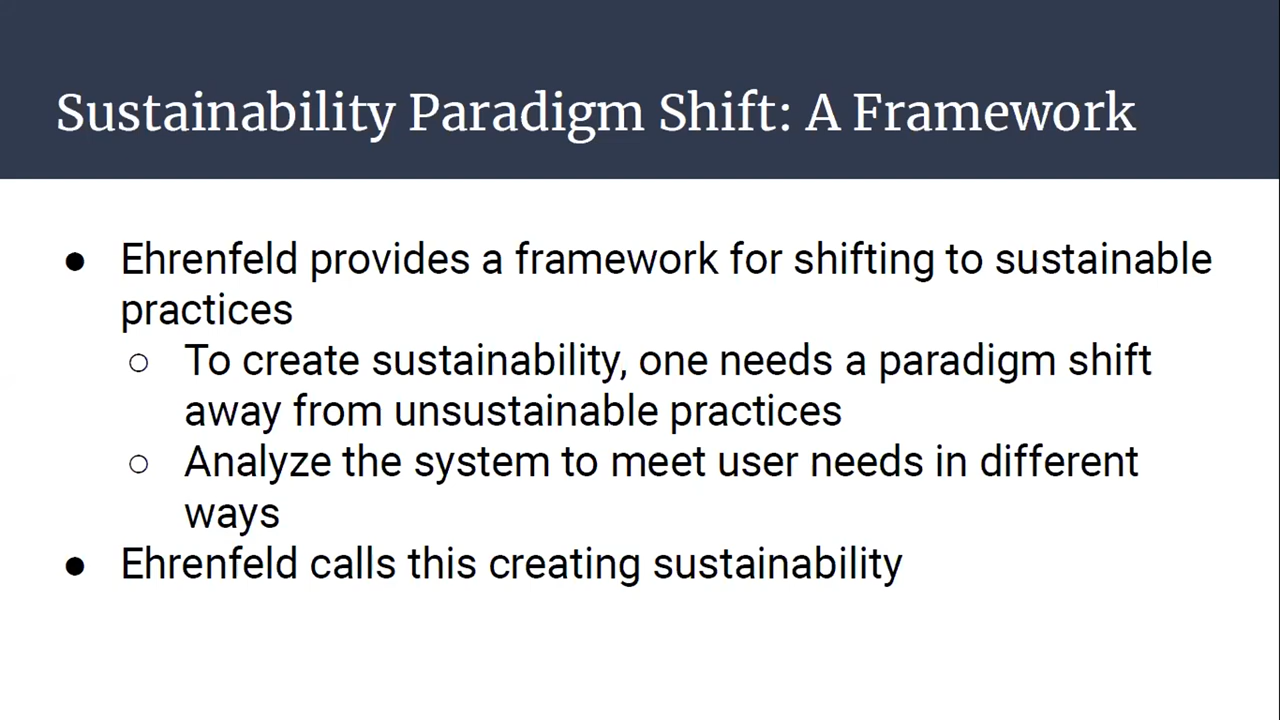 Sustainability Paradigm Shift: A Framework
● Ehrenfeld provides a framework for shifting to sustainable
practices
○ To create sustainability, one needs a paradigm shift
away from unsustainable practices
○ Analyze the system to meet user needs in different
ways
● Ehrenfeld calls this creating sustainability